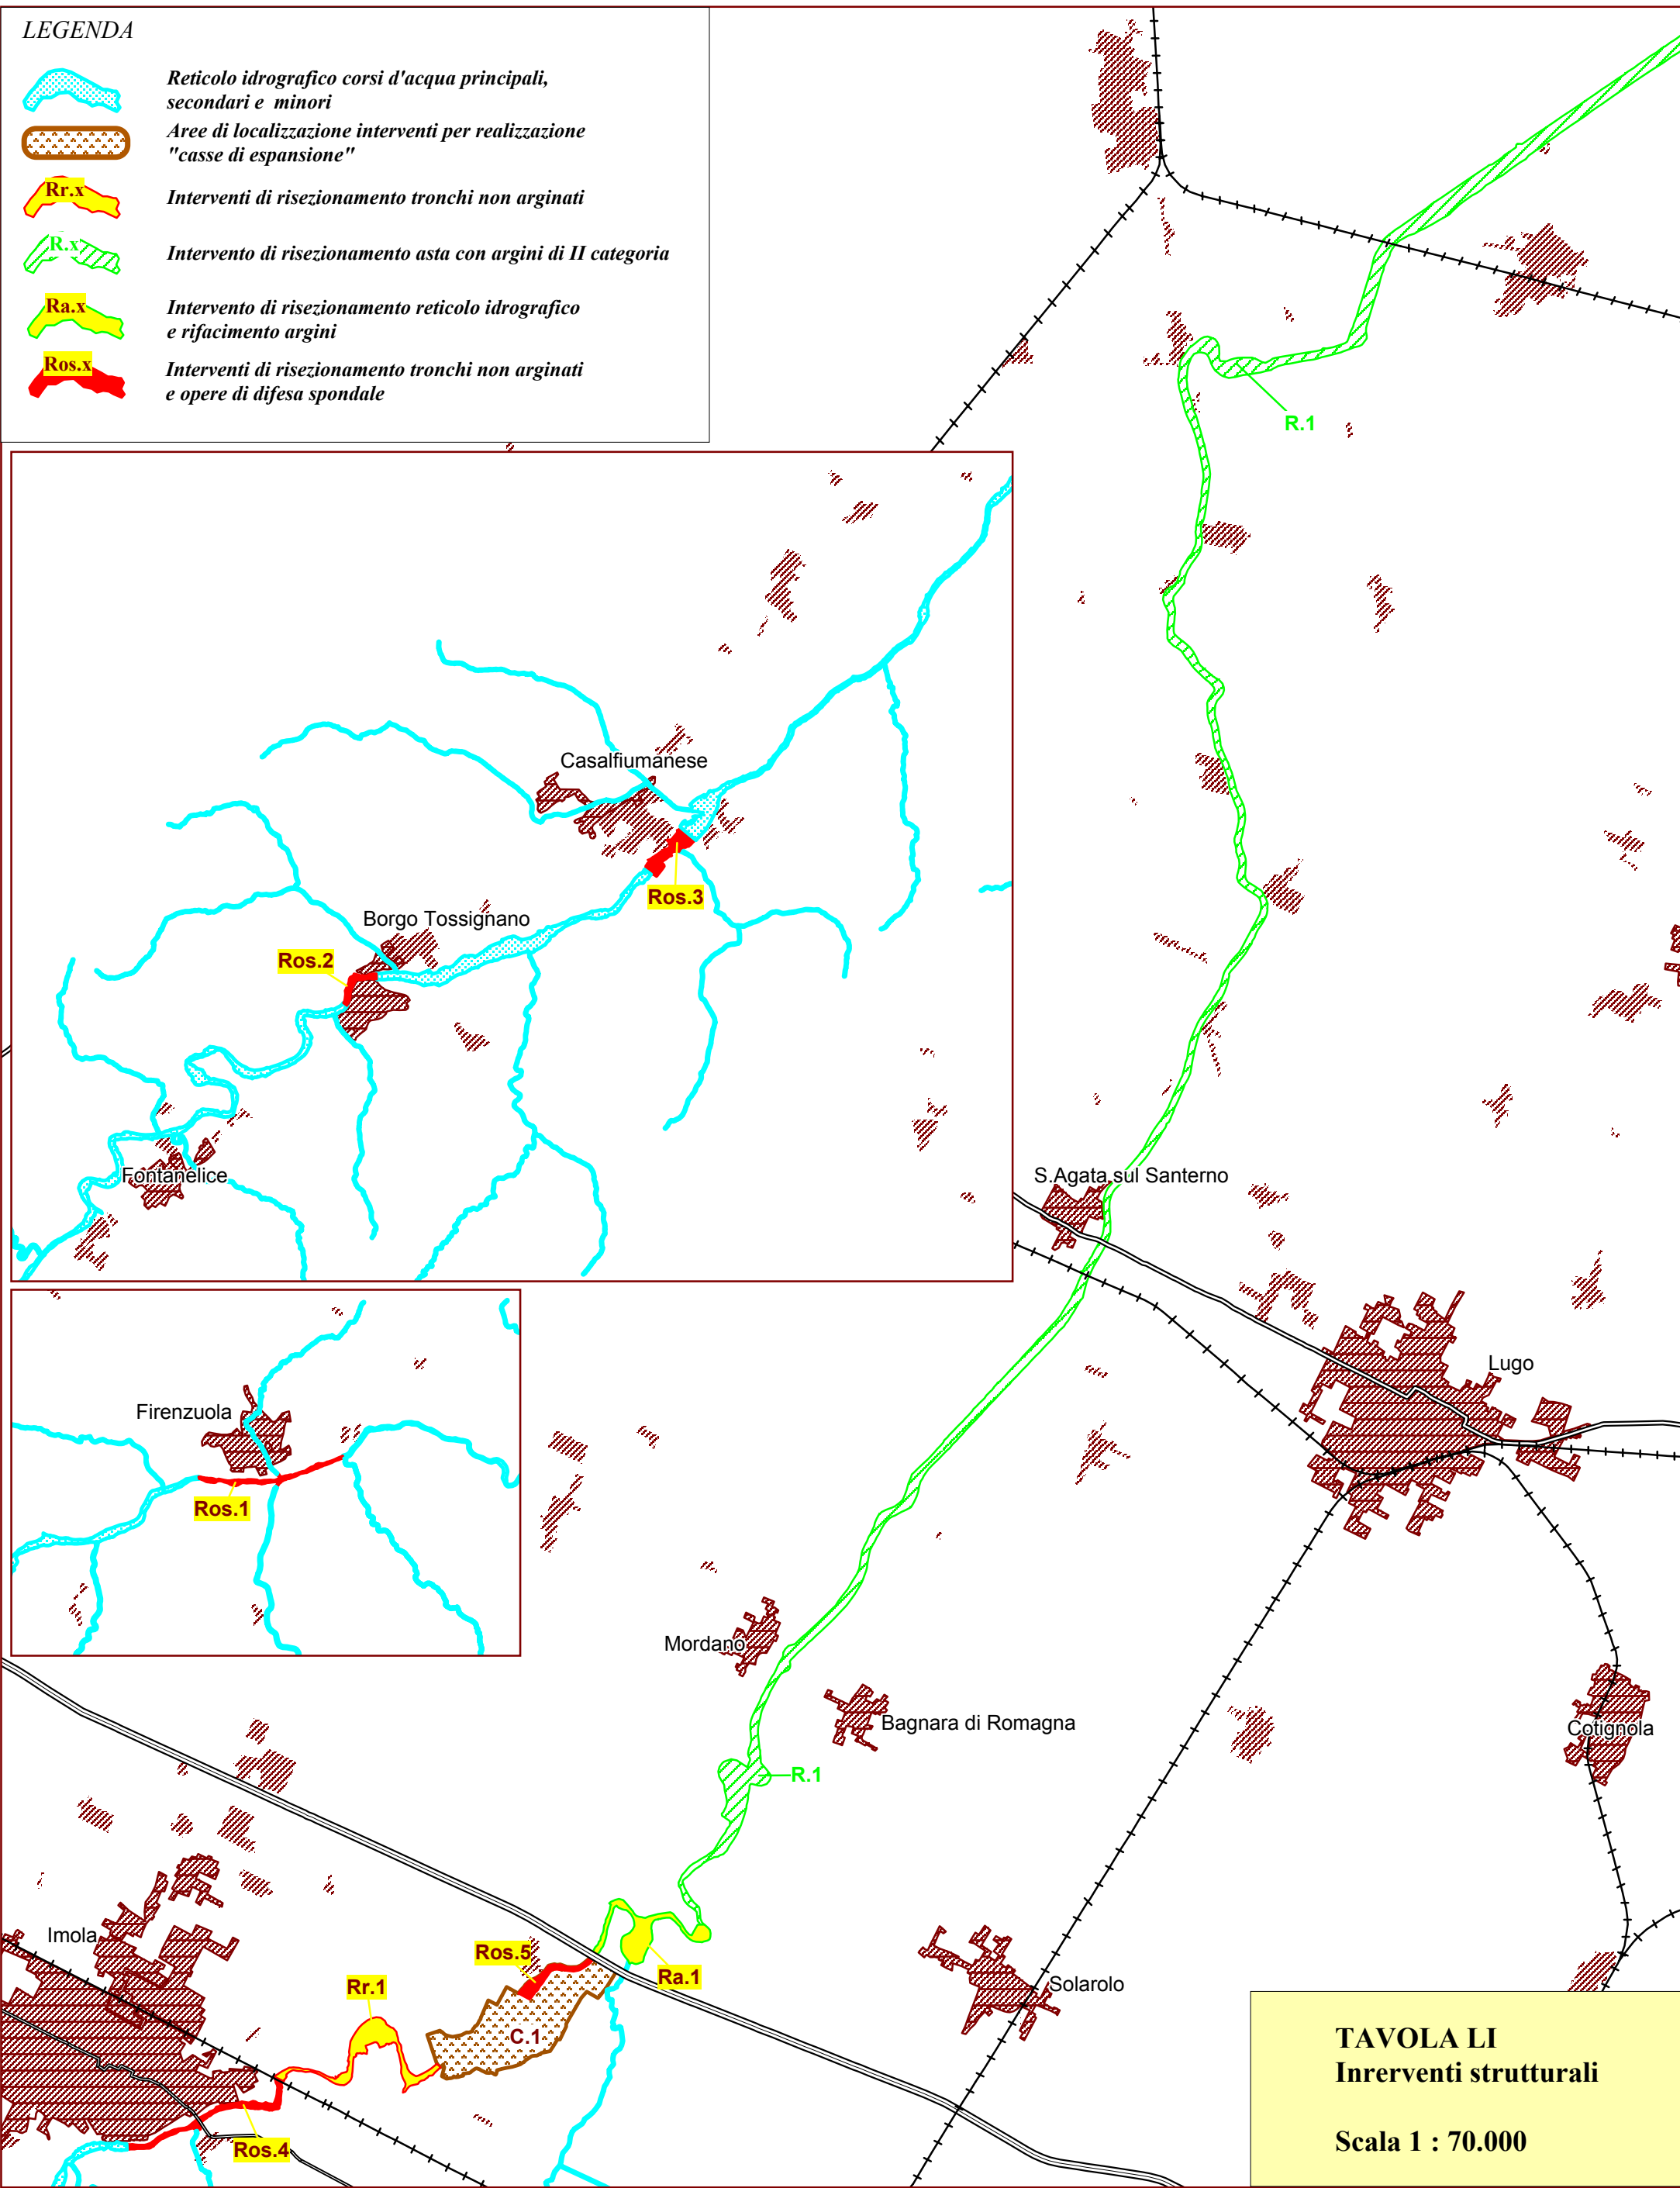 LEGENDA
Reticolo idrografico corsi d'acqua principali,
secondari e minori
Aree di localizzazione interventi per realizzazione
"casse di espansione"
Rr.x
Interventi di risezionamento tronchi non arginati
R.x
Intervento di risezionamento asta con argini di II categoria
Ra.x
Intervento di risezionamento reticolo idrografico
e rifacimento argini
Ros.x
Interventi di risezionamento tronchi non arginati
e opere di difesa spondale
R.1
Casalfiumanese
Ros.3
Borgo Tossignano
Ros.2
Fontanelice
S.Agata sul Santerno
Lugo
Firenzuola
Ros.1
Mordano
Bagnara di Romagna
Cotignola
R.1
Imola
Ros.5
Ra.1
Rr.1
Solarolo
C.1
Ros.4
TAVOLA LI
Inrerventi strutturali
Scala 1 : 70.000